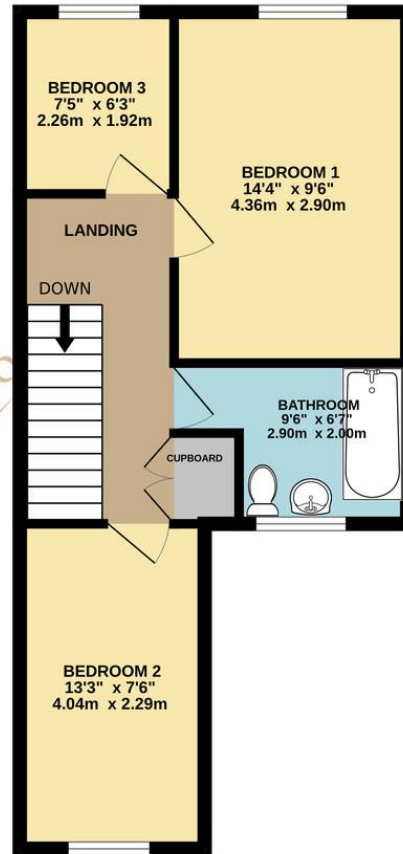 BEDROOM 3
7'5" x 6'3"
2.26m x 1.92m
BEDROOM 1
14'4" x 9'6"
4.36m x 2.90m
LANDING
DOWN
BATHROOM
9'6" x 6'7"
2.90m x 2.00m
CUPBOARD
BEDROOM 2
13'3" x 7'6"
4.04m x 2.29m